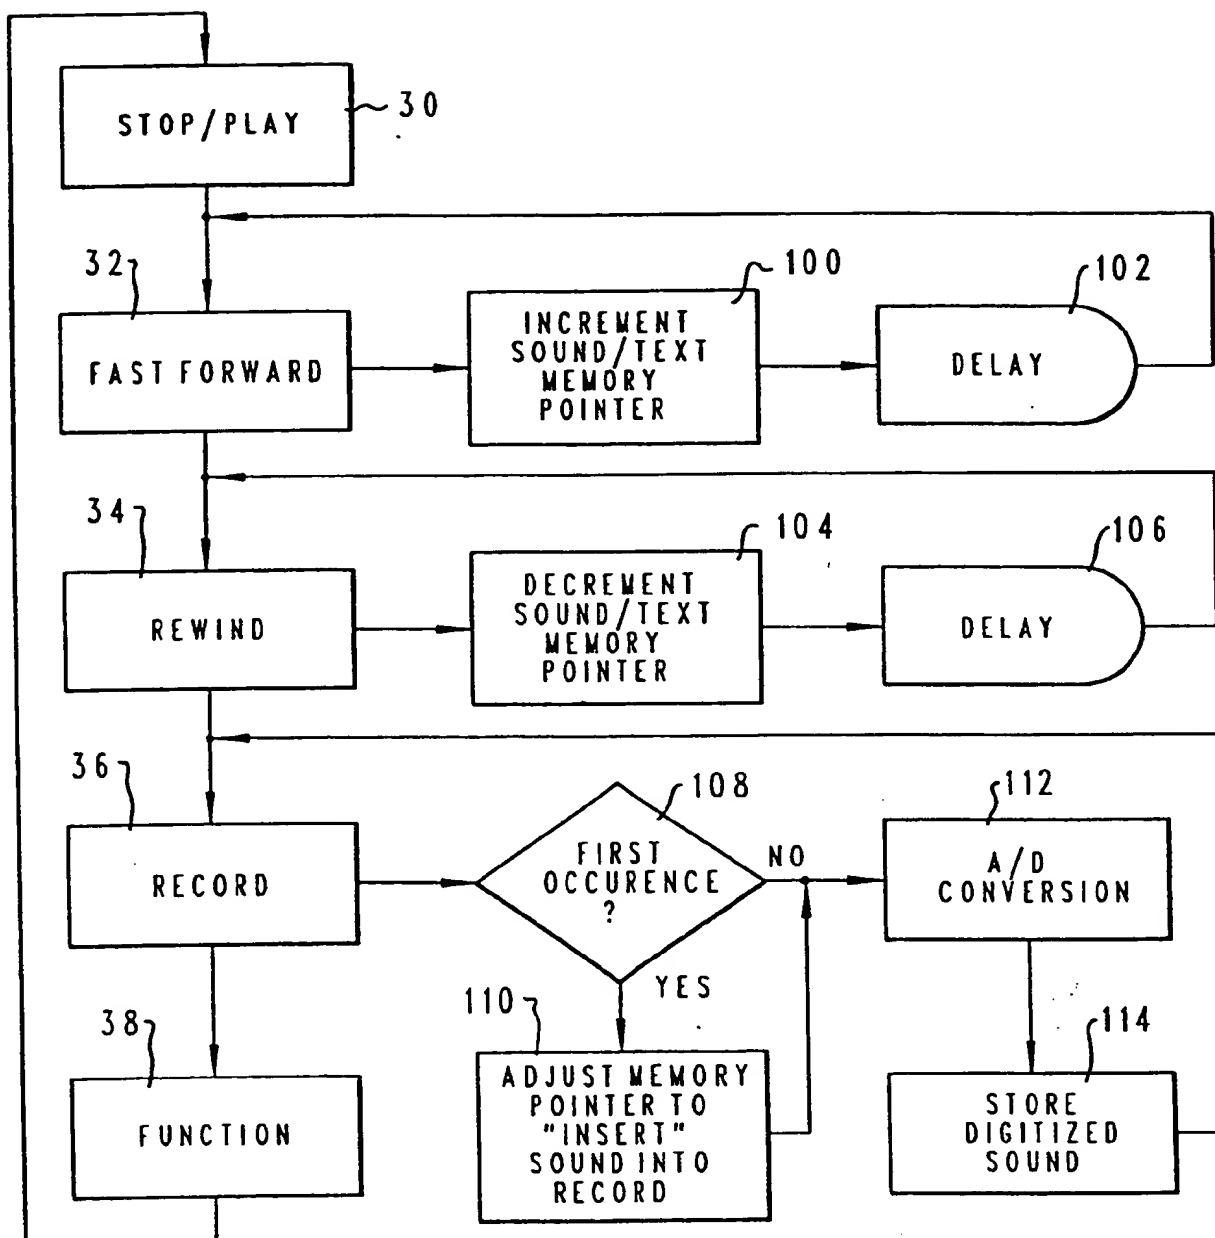 STOP/PLAY
30
32
FAST FORWARD
100
INCREMENT
SOUND/TEXT
MEMORY
POINTER
102
DELAY
34
REWIND
104
DECREMENT
SOUND/TEXT
MEMORY
POINTER
106
DELAY
36
RECORD
108
FIRST
OCCURENCE
?
NO
YES
112
A/D
CONVERSION
38
FUNCTION
110
ADJUST MEMORY
POINTER TO
"INSERT"
SOUND INTO
RECORD
114
STORE
DIGITIZED
SOUND